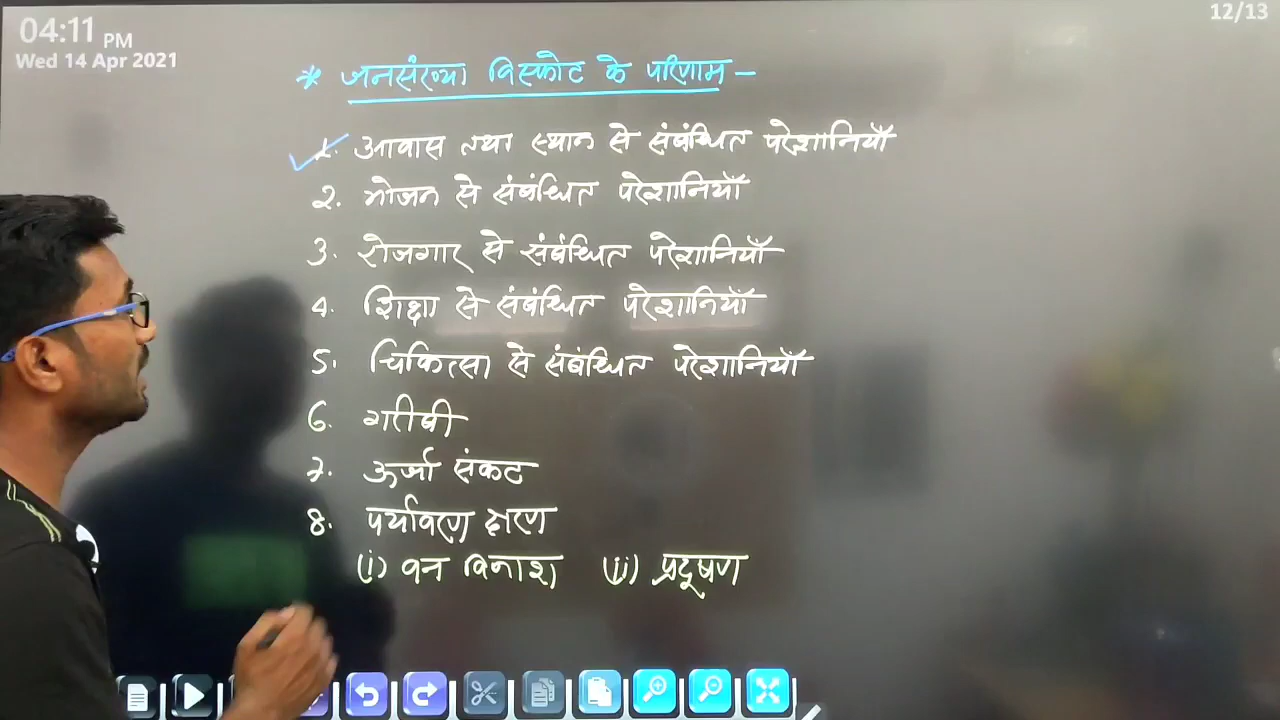 04:11 PM
Wed 14 Apr 2021
12/13
* जनसंख्या विस्फोट के परिणाम –
1. आवास तथा स्थान से संबंधित परेशानियाँ
2. भोजन से संबंधित परेशानियाँ
3. रोजगार से संबंधित परेशानियाँ
4. शिक्षा से संबंधित परेशानियाँ
5. चिकित्सा से संबंधित परेशानियाँ
6. गरीबी
7. ऊर्जा संकट
8. पर्यावरण क्षरण
(i) वन विनाश (ii) प्रदूषण